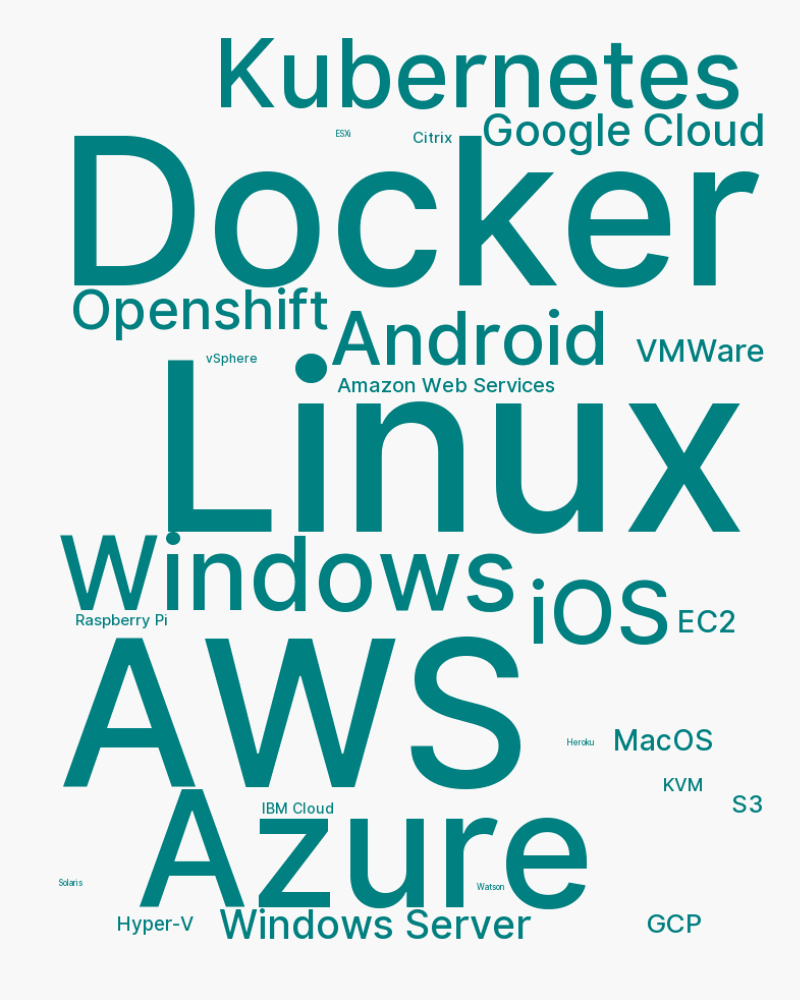 Kubernetes
Google Cloud
ESXi
Citrix
Docker
Openshift
Android
VMWare
vSphere
Amazon Web Services
Linux
Windows
iOS
EC2
Raspberry Pi
AWS
Heroku
MacOS
KVM
S3
IBM Cloud
Azure
Solaris
Watson
Hyper-V
Windows Server
GCP